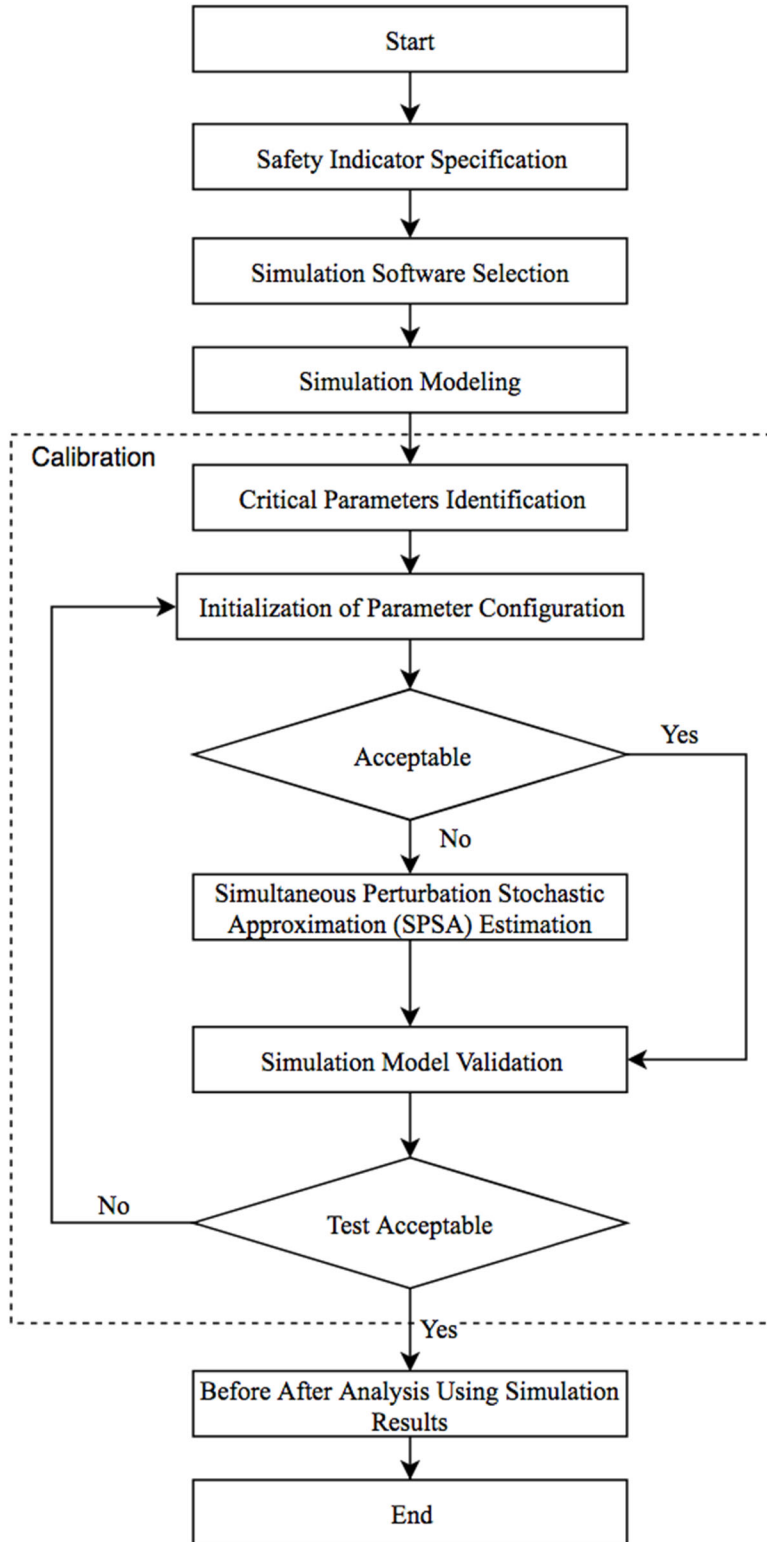 Start
Safety Indicator Specification
Simulation Software Selection
Simulation Modeling
Calibration
Critical Parameters Identification
Initialization of Parameter Configuration
Acceptable
Yes
No
Simultaneous Perturbation Stochastic
Approximation (SPSA) Estimation
Simulation Model Validation
No
Test Acceptable
Yes
Before After Analysis Using Simulation
Results
End